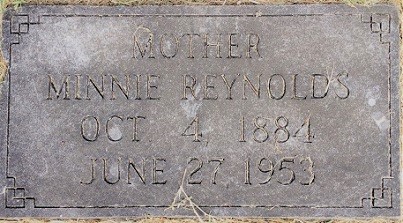 MOTHER
MINNIE REYNOLDS
OCT. 4, 1884
JUNE 27, 1953